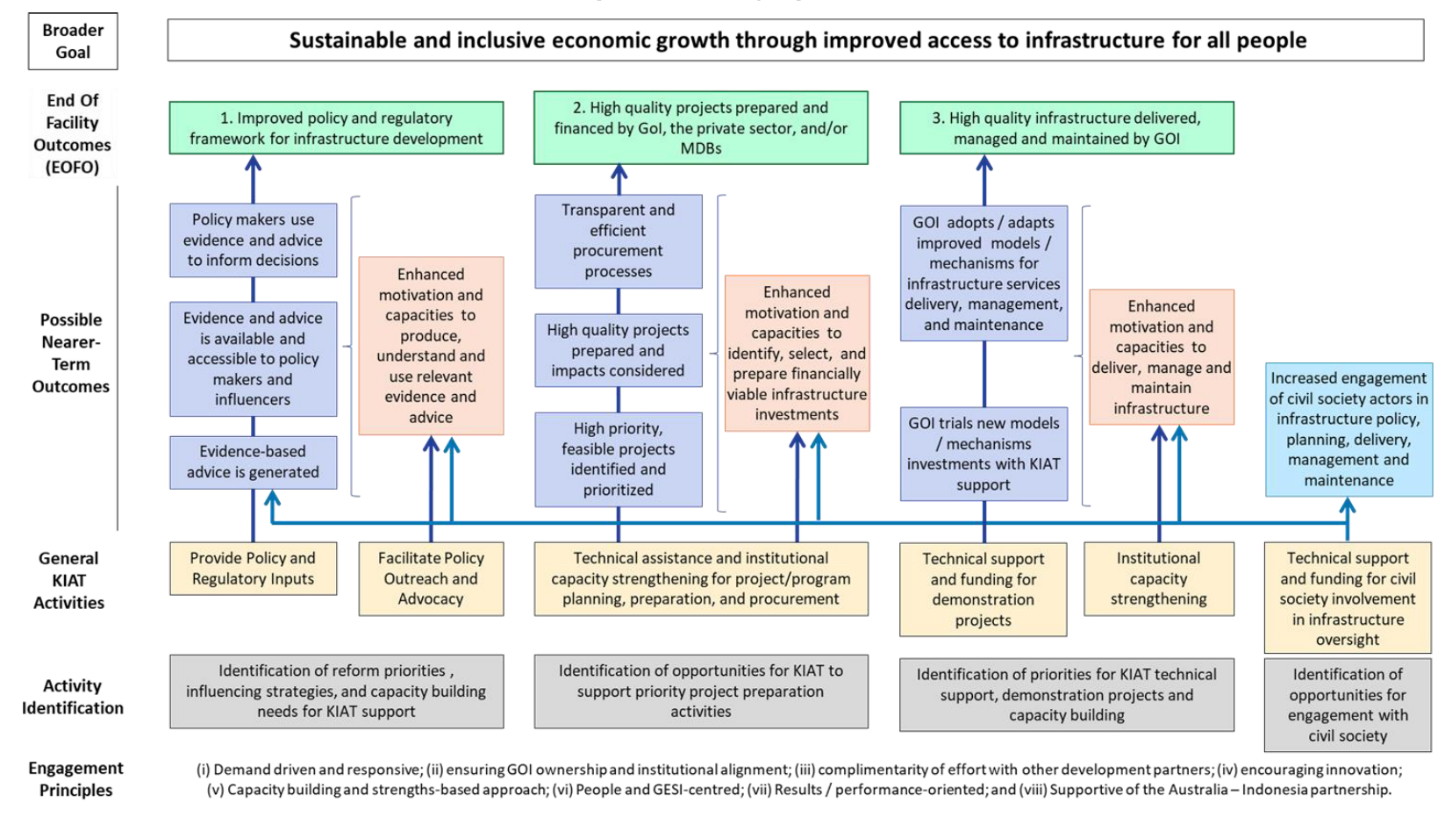 Broader
Goal
Sustainable and inclusive economic growth through improved access to infrastructure for all people
End Of
Facility
Outcomes
(EOFO)
1. Improved policy and regulatory
framework for infrastructure development
2. High quality projects prepared and
financed by GoI, the private sector, and/or
MDBs
3. High quality infrastructure delivered,
managed and maintained by GOI
Possible
Nearer-
Term
Outcomes
Policy makers use
evidence and advice
to inform decisions
Evidence and advice
is available and
accessible to policy
makers and
influencers
Evidence-based
advice is generated
Enhanced
motivation and
capacities to
produce,
understand and
use relevant
evidence and
advice
Transparent and
efficient
procurement
processes
High quality projects
prepared and
impacts considered
High priority,
feasible projects
identified and
prioritized
Enhanced
motivation and
capacities to
identify, select, and
prepare financially
viable infrastructure
investments
GOI adopts / adapts
improved models /
mechanisms for
infrastructure services
delivery, management,
and maintenance
GOI trials new models
/ mechanisms
investments with KIAT
support
Enhanced
motivation and
capacities to
deliver, manage and
maintain
infrastructure
Increased engagement
of civil society actors in
infrastructure policy,
planning, delivery,
management and
maintenance
General
KIAT
Activities
Provide Policy and
Regulatory Inputs
Facilitate Policy
Outreach and
Advocacy
Technical assistance and institutional
capacity strengthening for project/program
planning, preparation, and procurement
Technical support
and funding for
demonstration
projects
Institutional
capacity
strengthening
Technical support
and funding for civil
society involvement
in infrastructure
oversight
Activity
Identification
Identification of reform priorities ,
influencing strategies, and capacity building
needs for KIAT support
Identification of opportunities for KIAT to
support priority project preparation
activities
Identification of priorities for KIAT technical
support, demonstration projects and
capacity building
Identification of
opportunities for
engagement with
civil society
Engagement
Principles
(i) Demand driven and responsive; (ii) ensuring GOI ownership and institutional alignment; (iii) complimentarity of effort with other development partners; (iv) encouraging innovation;
(v) Capacity building and strengths-based approach; (vi) People and GESI-centred; (vii) Results / performance-oriented; and (viii) Supportive of the Australia – Indonesia partnership.